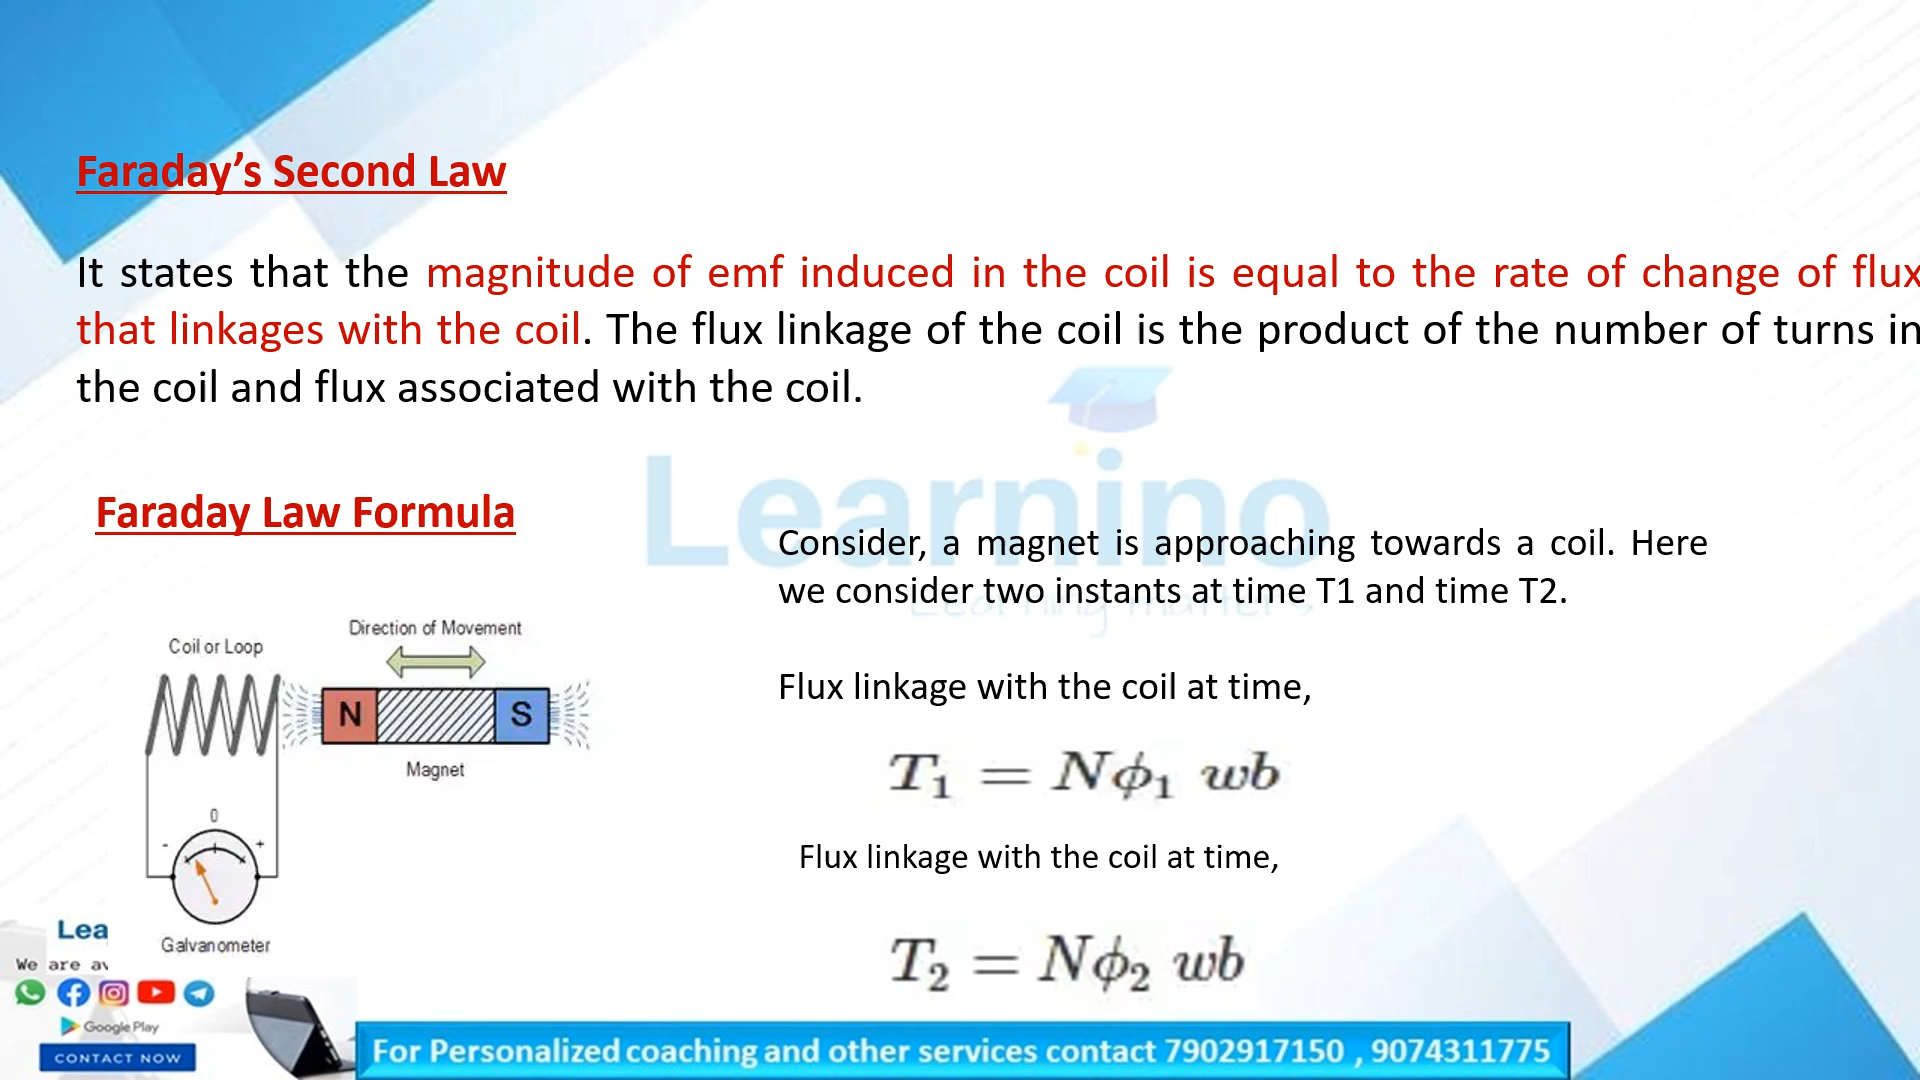 Faraday’s Second Law
It states that the magnitude of emf induced in the coil is equal to the rate of change of flux
that linkages with the coil. The flux linkage of the coil is the product of the number of turns in
the coil and flux associated with the coil.
Learnino
Learning matters
Faraday Law Formula
Consider, a magnet is approaching towards a coil. Here
we consider two instants at time T1 and time T2.
Flux linkage with the coil at time,
T₁ = Nϕ₁ wb
Flux linkage with the coil at time,
T₂ = Nϕ₂ wb
Direction of Movement
Coil or Loop
N
S
Magnet
0
- +
Galvanometer
Lea
We are av
Google Play
CONTACT NOW
For Personalized coaching and other services contact 7902917150 , 9074311775